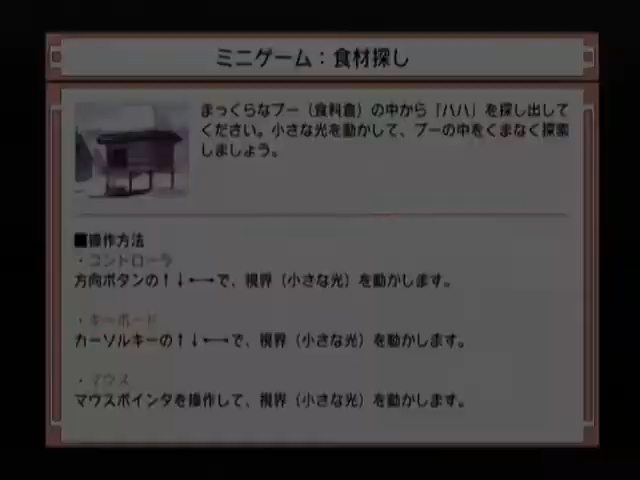 ミニゲーム：食材探し
まっくらなプー（食料倉）の中から『ハハ』を探し出して
ください。小さな光を動かして、プーの中をくまなく探索
しましょう。
■操作方法
・コントローラ
方向ボタンの↑↓←→で、視界（小さな光）を動かします。
・キーボード
カーソルキーの↑↓←→で、視界（小さな光）を動かします。
・マウス
マウスポインタを操作して、視界（小さな光）を動かします。